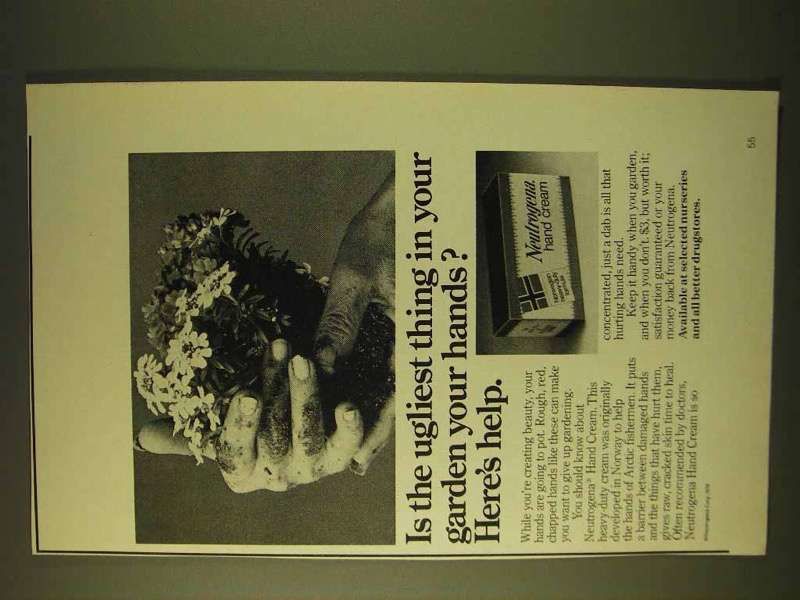 Is the ugliest thing in your
garden your hands?
Here's help.
While you're creating beauty, your
hands are going to pot. Rough, red,
chapped hands like these can make
you want to give up gardening.
You should know about
Neutrogena® Hand Cream. This
heavy-duty cream was originally
developed in Norway to help
the hands of Arctic fishermen. It puts
a barrier between damaged hands
and the things that have hurt them,
gives raw, cracked skin time to heal.
Often recommended by doctors,
Neutrogena Hand Cream is so
Neutrogena
hand cream
norwegian
heavy-duty
formula
concentrated, just a dab is all that
hurting hands need.
Keep it handy when you garden,
and when you don't. $3, but worth it;
satisfaction guaranteed or your
money back from Neutrogena.
Available at selected nurseries
and all better drugstores.
©Neutrogena Corp.
55